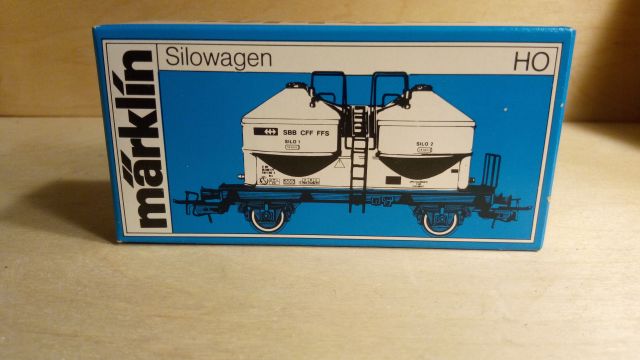 märklin
Silowagen
HO
SBB CFF FFS
SILO 1
SILO 2